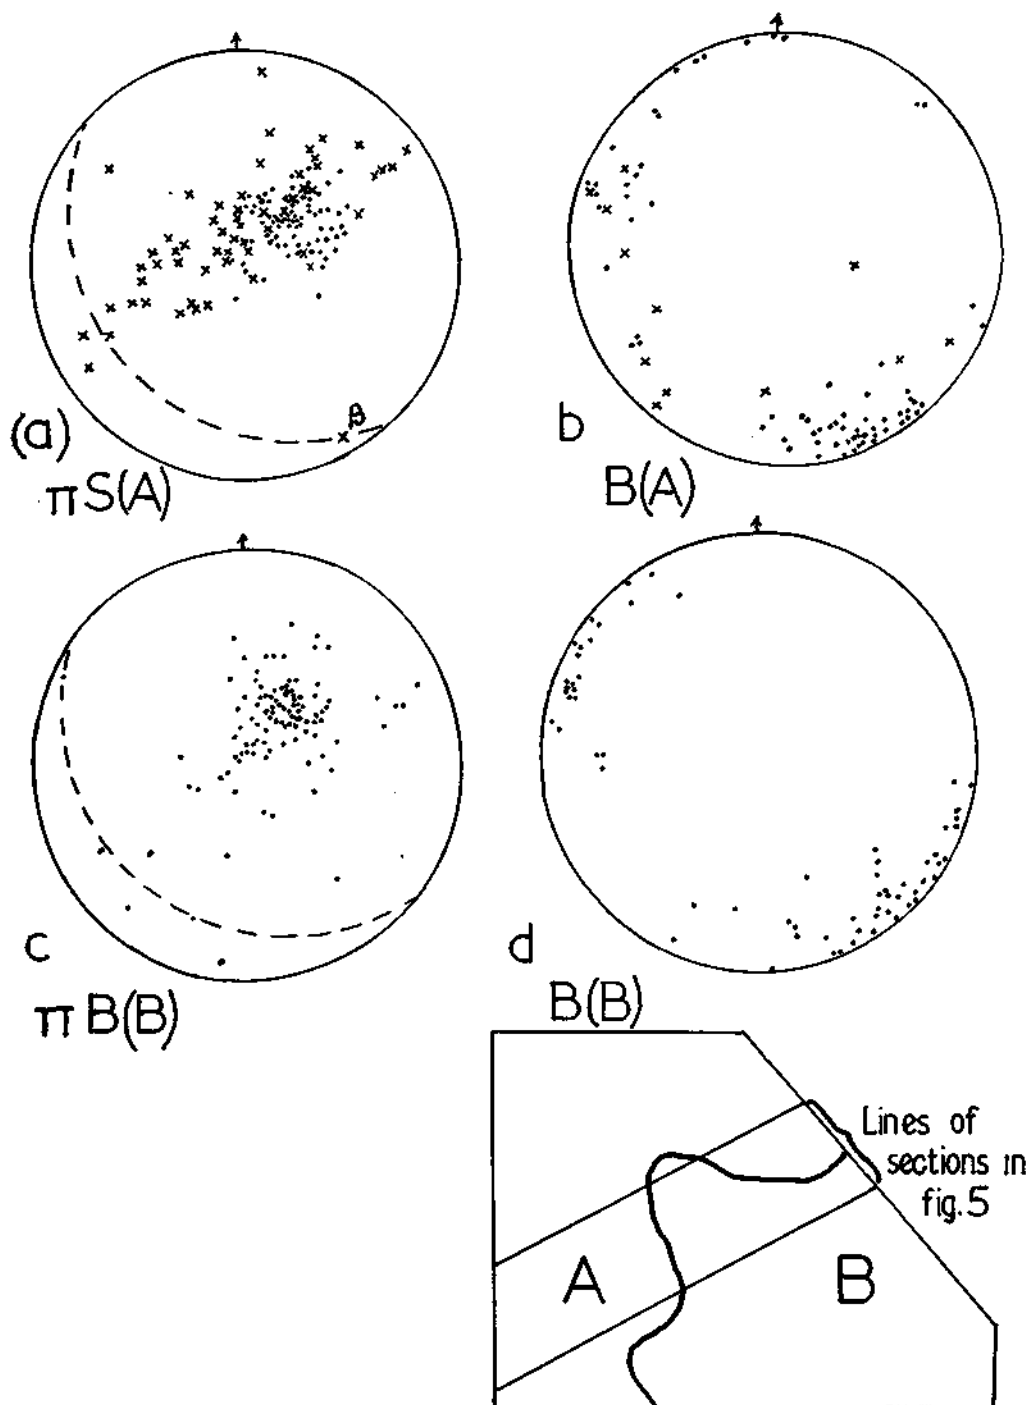 β
(a)
πS(A)
b
B(A)
c
πB(B)
d
B(B)
Lines of
sections in
fig.5
A
B